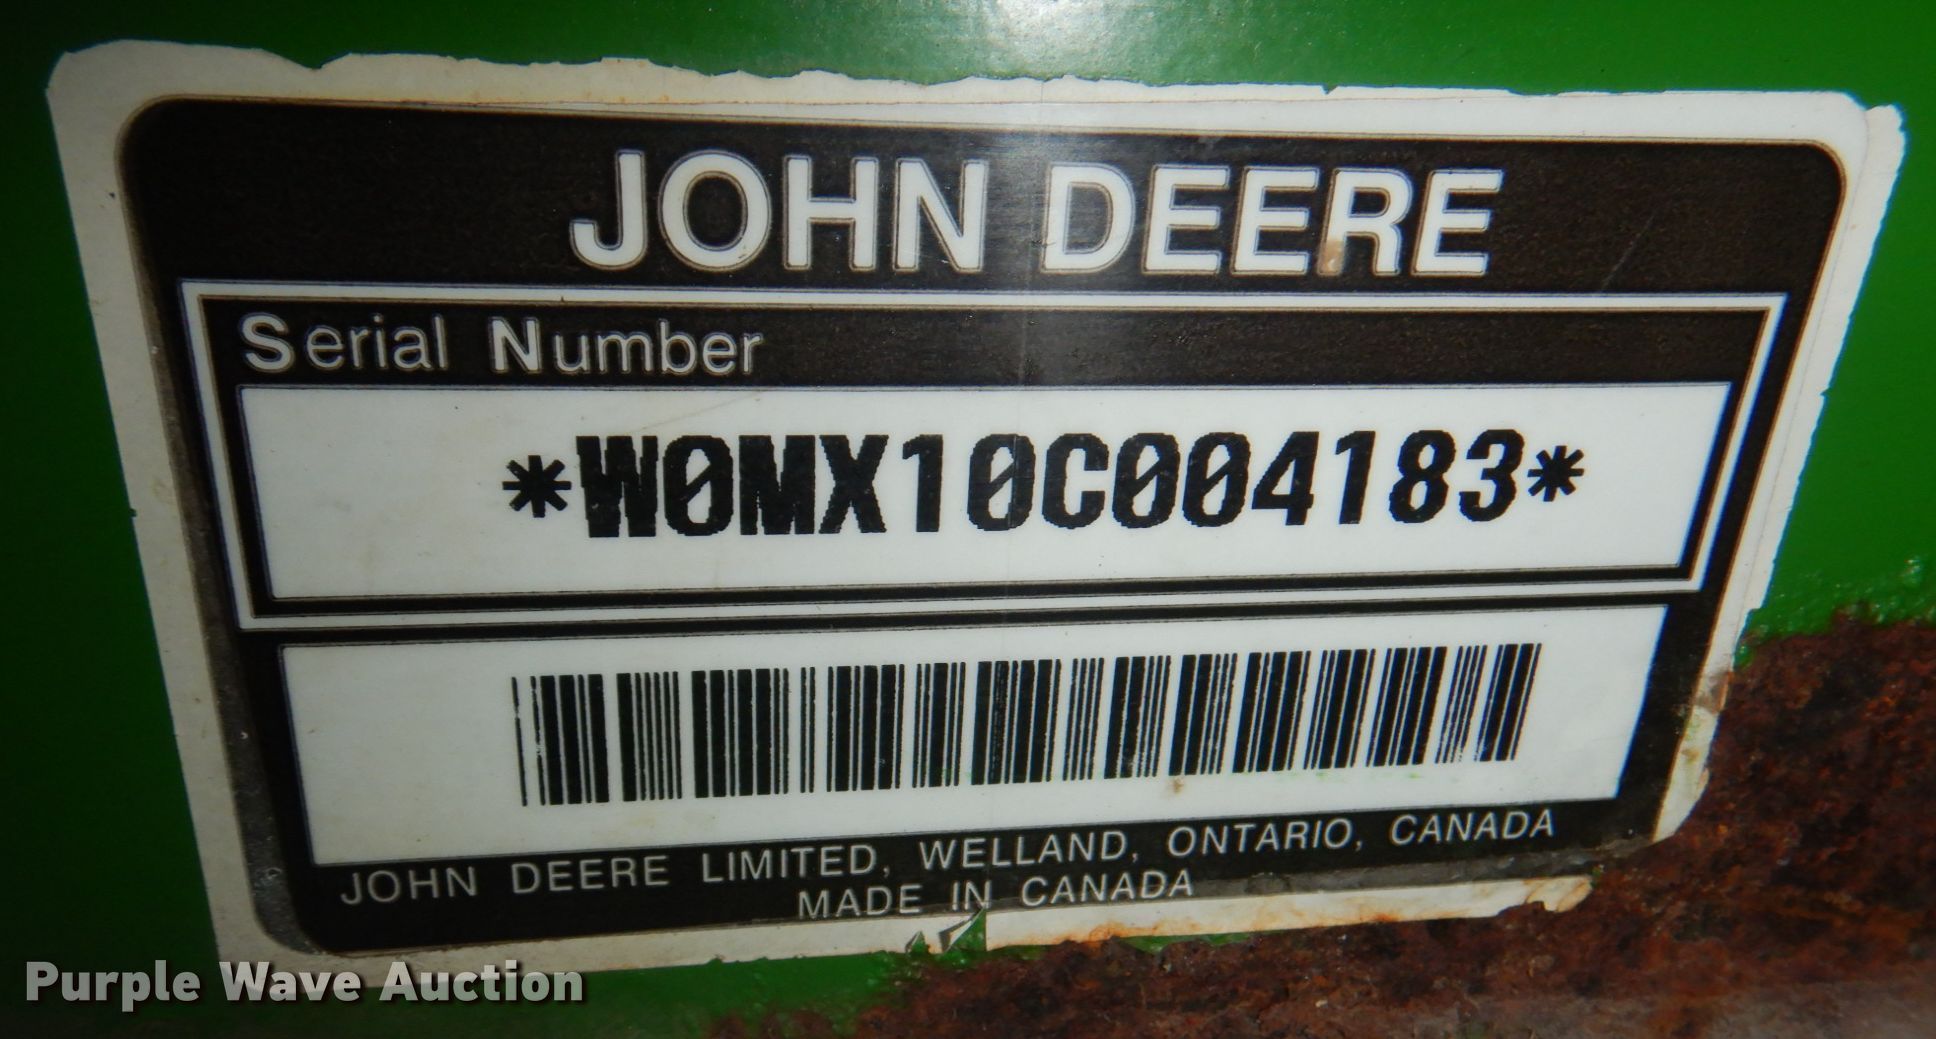 JOHN DEERE
Serial Number
*W0MX10C004183*
JOHN DEERE LIMITED, WELLAND, ONTARIO, CANADA
MADE IN CANADA
Purple Wave Auction